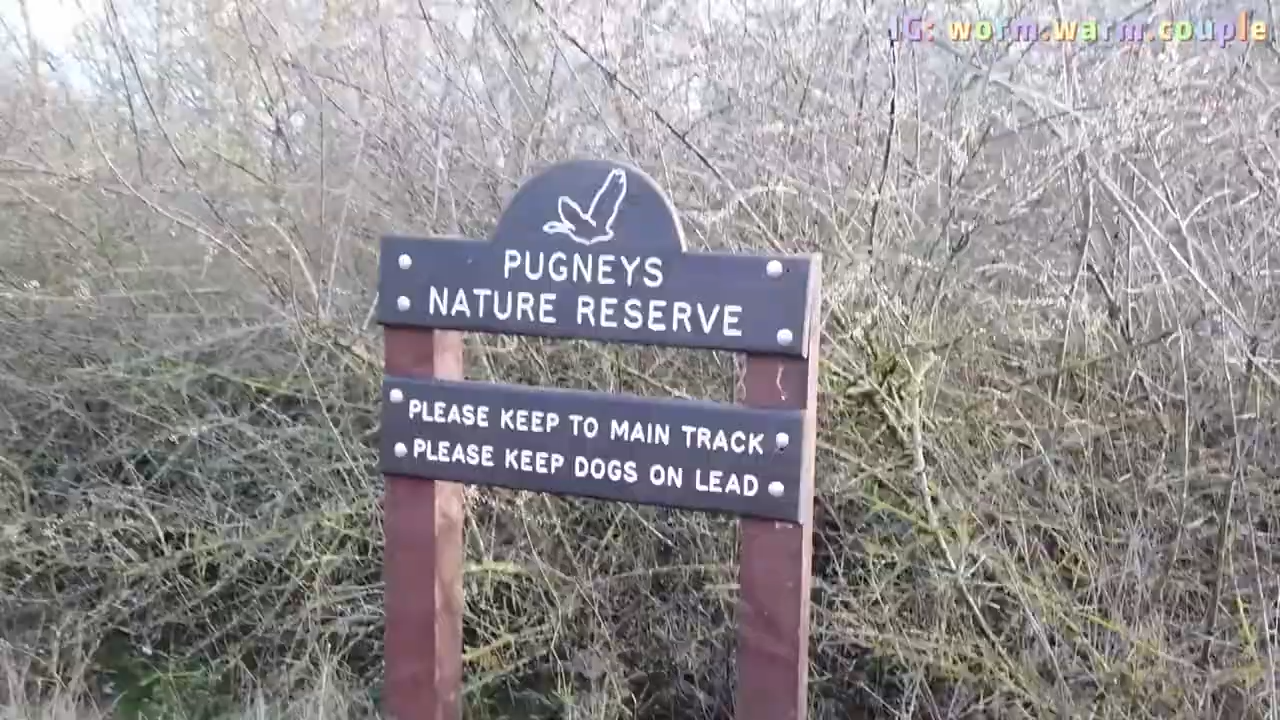 IG: worm.warm.couple
PUGNEYS
NATURE RESERVE
PLEASE KEEP TO MAIN TRACK
PLEASE KEEP DOGS ON LEAD